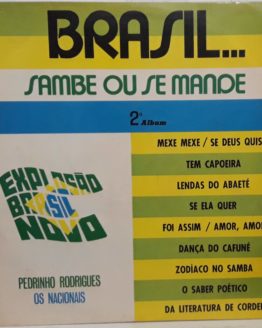 BRASIL...
SAMBE OU SE MANDE
2º Album
MEXE MEXE / SE DEUS QUIS
TEM CAPOEIRA
LENDAS DO ABAETÉ
SE ELA QUER
FOI ASSIM / AMOR, AMO
DANÇA DO CAFUNÉ
ZODÍACO NO SAMBA
O SABER POÉTICO
DA LITERATURA DE CORDE
EXPLOSÃO
BRASIL
NOVO
PEDRINHO RODRIGUES
OS NACIONAIS